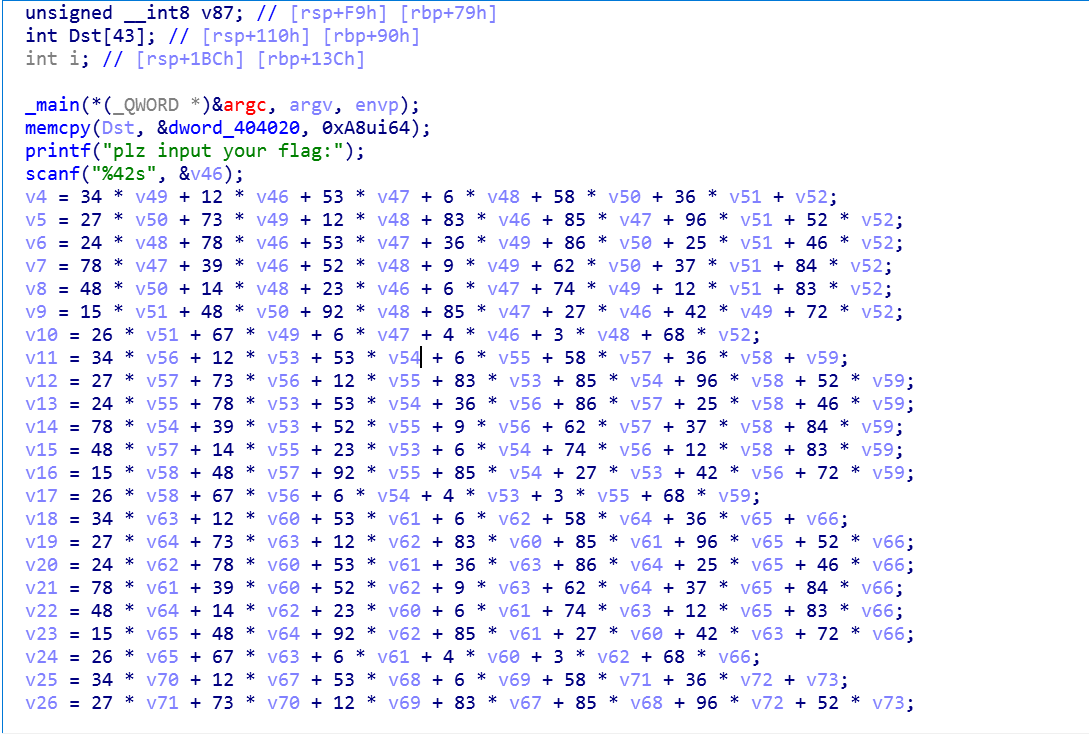 unsigned __int8 v87; // [rsp+F9h] [rbp+79h]
int Dst[43]; // [rsp+110h] [rbp+90h]
int i; // [rsp+1BCh] [rbp+13Ch]
_main(*(_QWORD *)&argc, argv, envp);
memcpy(Dst, &dword_404020, 0xA8ui64);
printf("plz input your flag:");
scanf("%42s", &v46);
v4 = 34 * v49 + 12 * v46 + 53 * v47 + 6 * v48 + 58 * v50 + 36 * v51 + v52;
v5 = 27 * v50 + 73 * v49 + 12 * v48 + 83 * v46 + 85 * v47 + 96 * v51 + 52 * v52;
v6 = 24 * v48 + 78 * v46 + 53 * v47 + 36 * v49 + 86 * v50 + 25 * v51 + 46 * v52;
v7 = 78 * v47 + 39 * v46 + 52 * v48 + 9 * v49 + 62 * v50 + 37 * v51 + 84 * v52;
v8 = 48 * v50 + 14 * v48 + 23 * v46 + 6 * v47 + 74 * v49 + 12 * v51 + 83 * v52;
v9 = 15 * v51 + 48 * v50 + 92 * v48 + 85 * v47 + 27 * v46 + 42 * v49 + 72 * v52;
v10 = 26 * v51 + 67 * v49 + 6 * v47 + 4 * v46 + 3 * v48 + 68 * v52;
v11 = 34 * v56 + 12 * v53 + 53 * v54 + 6 * v55 + 58 * v57 + 36 * v58 + v59;
v12 = 27 * v57 + 73 * v56 + 12 * v55 + 83 * v53 + 85 * v54 + 96 * v58 + 52 * v59;
v13 = 24 * v55 + 78 * v53 + 53 * v54 + 36 * v56 + 86 * v57 + 25 * v58 + 46 * v59;
v14 = 78 * v54 + 39 * v53 + 52 * v55 + 9 * v56 + 62 * v57 + 37 * v58 + 84 * v59;
v15 = 48 * v57 + 14 * v55 + 23 * v53 + 6 * v54 + 74 * v56 + 12 * v58 + 83 * v59;
v16 = 15 * v58 + 48 * v57 + 92 * v55 + 85 * v54 + 27 * v53 + 42 * v56 + 72 * v59;
v17 = 26 * v58 + 67 * v56 + 6 * v54 + 4 * v53 + 3 * v55 + 68 * v59;
v18 = 34 * v63 + 12 * v60 + 53 * v61 + 6 * v62 + 58 * v64 + 36 * v65 + v66;
v19 = 27 * v64 + 73 * v63 + 12 * v62 + 83 * v60 + 85 * v61 + 96 * v65 + 52 * v66;
v20 = 24 * v62 + 78 * v60 + 53 * v61 + 36 * v63 + 86 * v64 + 25 * v65 + 46 * v66;
v21 = 78 * v61 + 39 * v60 + 52 * v62 + 9 * v63 + 62 * v64 + 37 * v65 + 84 * v66;
v22 = 48 * v64 + 14 * v62 + 23 * v60 + 6 * v61 + 74 * v63 + 12 * v65 + 83 * v66;
v23 = 15 * v65 + 48 * v64 + 92 * v62 + 85 * v61 + 27 * v60 + 42 * v63 + 72 * v66;
v24 = 26 * v65 + 67 * v63 + 6 * v61 + 4 * v60 + 3 * v62 + 68 * v66;
v25 = 34 * v70 + 12 * v67 + 53 * v68 + 6 * v69 + 58 * v71 + 36 * v72 + v73;
v26 = 27 * v71 + 73 * v70 + 12 * v69 + 83 * v67 + 85 * v68 + 96 * v72 + 52 * v73;